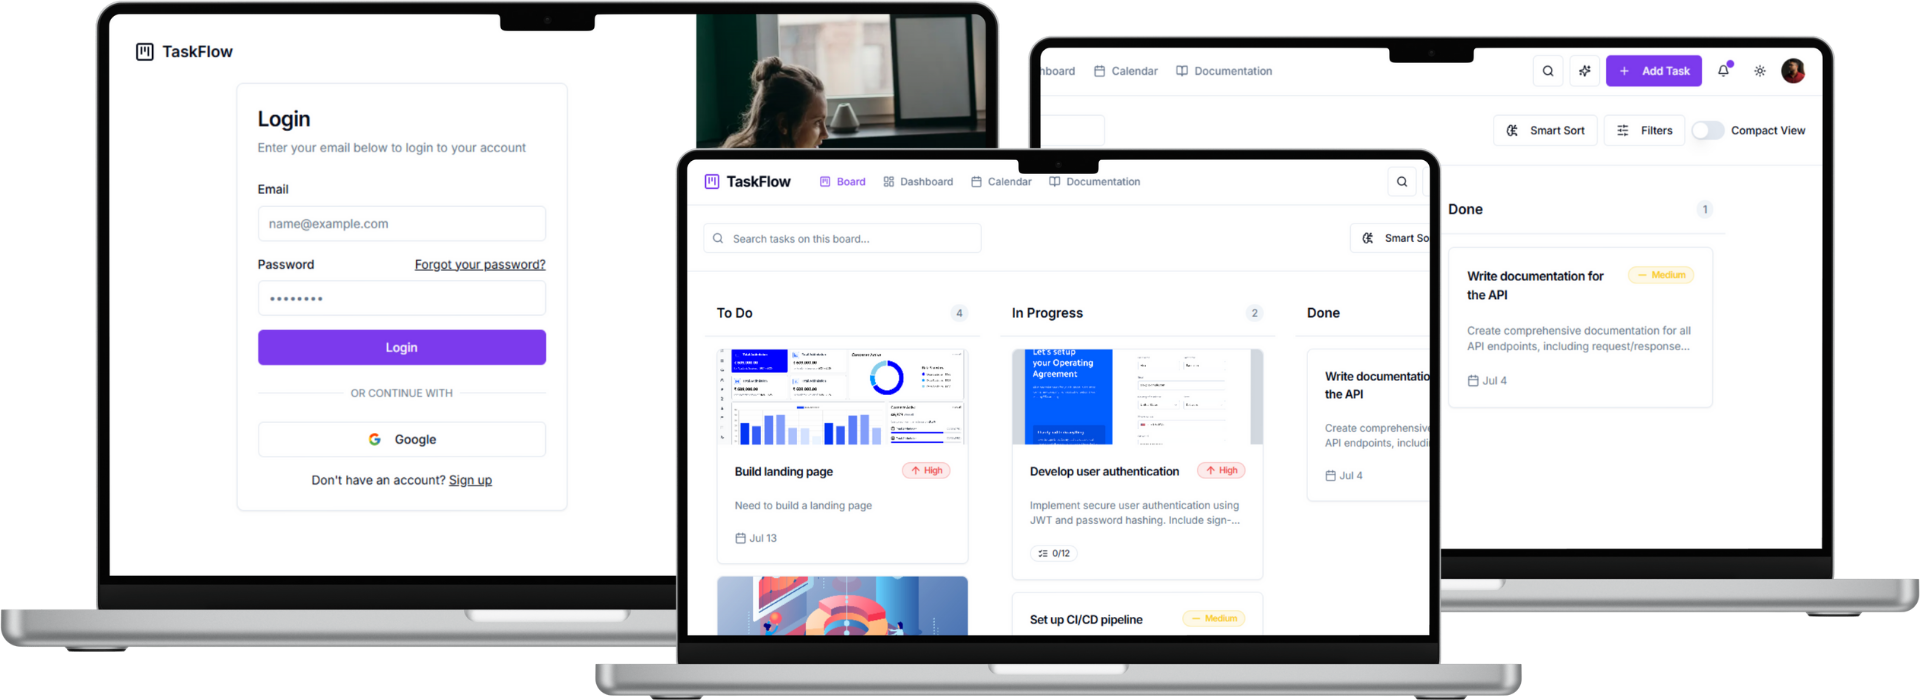 TaskFlow
Login
Enter your email below to login to your account
Email
name@example.com
Password Forgot your password?
Login
OR CONTINUE WITH
Google
Don't have an account? Sign up
TaskFlow Board Dashboard Calendar Documentation
Search tasks on this board...
Smart So
To Do 4
In Progress 2
Done
Build landing page High
Need to build a landing page
Jul 13
Let's setup
your Operating
Agreement
Develop user authentication High
Implement secure user authentication using
JWT and password hashing. Include sign-...
0/12
Set up CI/CD pipeline Medium
Write documentatio
the API
Create comprehensive
API endpoints, includi
Jul 4
hboard Calendar Documentation
Add Task
Smart Sort Filters Compact View
Done 1
Write documentation for Medium
the API
Create comprehensive documentation for all
API endpoints, including request/response...
Jul 4